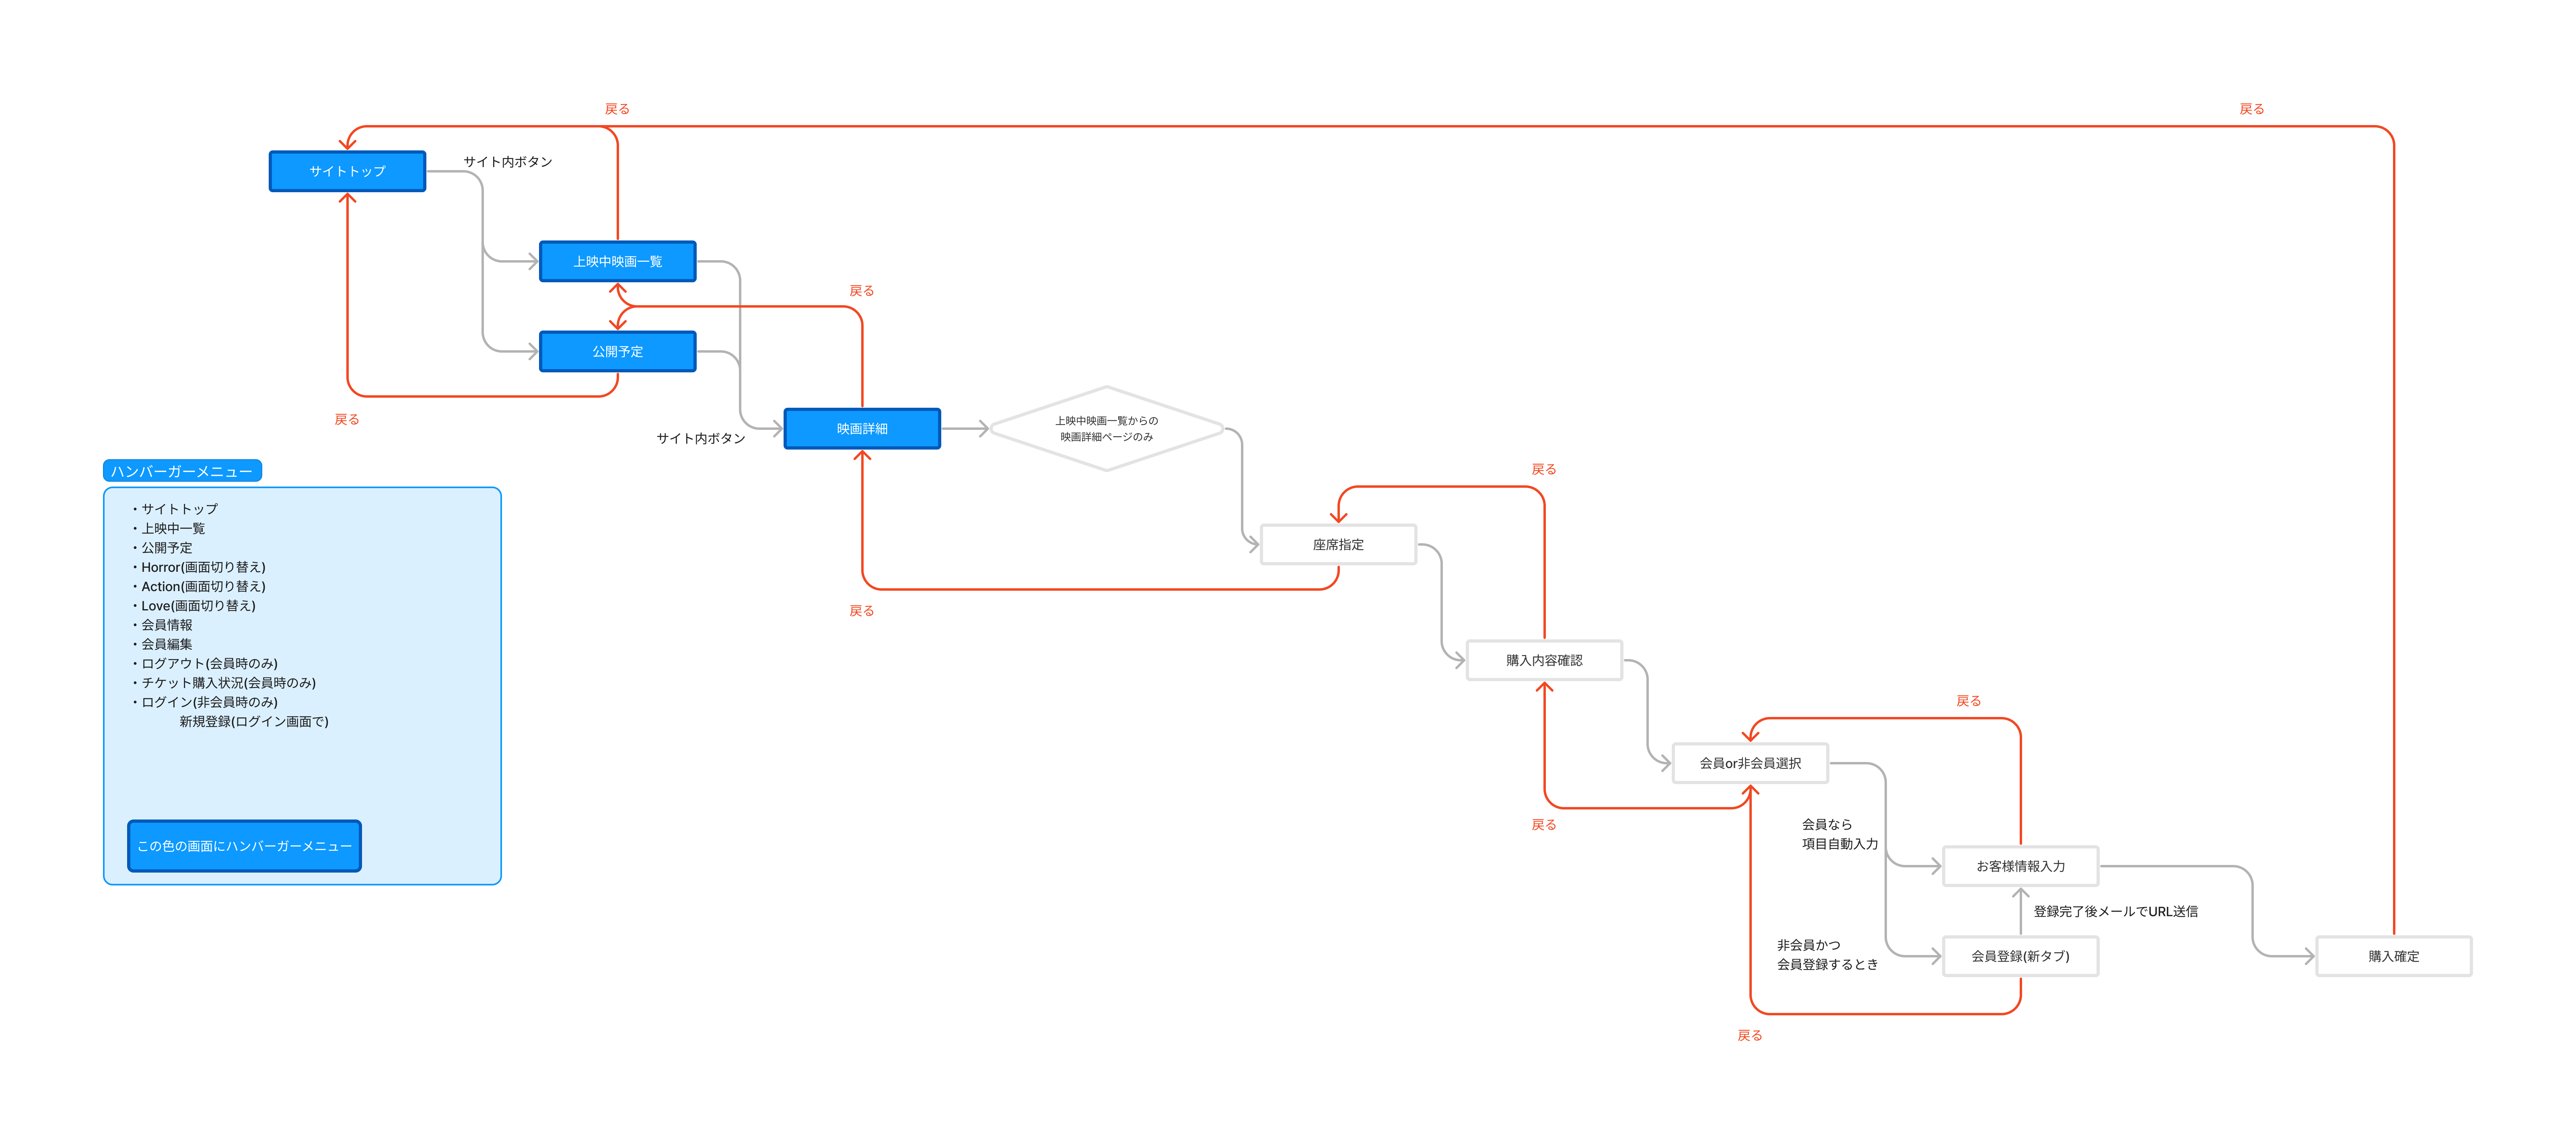 戻る
戻る
サイトトップ
サイト内ボタン
上映中映画一覧
戻る
公開予定
戻る
サイト内ボタン
映画詳細
上映中映画一覧からの
映画詳細ページのみ
ハンバーガーメニュー
・サイトトップ
・上映中一覧
・公開予定
・Horror(画面切り替え)
・Action(画面切り替え)
・Love(画面切り替え)
・会員情報
・会員編集
・ログアウト(会員時のみ)
・チケット購入状況(会員時のみ)
・ログイン(非会員時のみ)
新規登録(ログイン画面で)
この色の画面にハンバーガーメニュー
戻る
座席指定
戻る
購入内容確認
戻る
会員or非会員選択
戻る
会員なら
項目自動入力
お客様情報入力
登録完了後メールでURL送信
非会員かつ
会員登録するとき
会員登録(新タブ)
購入確定
戻る